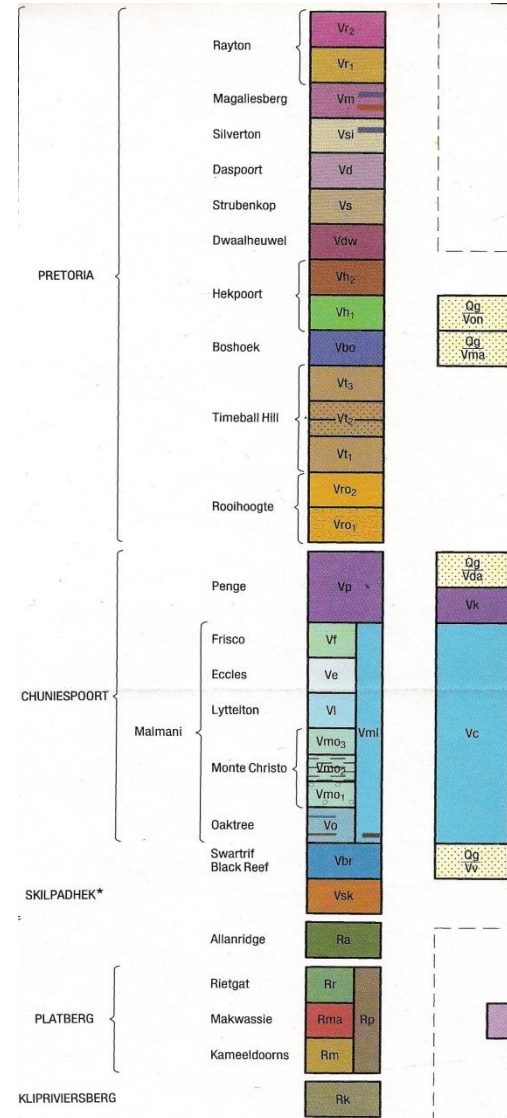 Rayton
Vr2
Vr1
Magaliesberg
Vm
Silverton
Vsi
Daspoort
Vd
Strubenkop
Vs
Dwaalheuwel
Vdw
PRETORIA
Hekpoort
Vh2
Vh1
Qg
Von
Boshoek
Vbo
Qg
Vma
Timeball Hill
Vt3
Vt2
Vt1
Rooihoogte
Vro2
Vro1
Penge
Vp
Qg
Vda
Vk
CHUNIESPOORT
Malmani
Frisco
Vf
Eccles
Ve
Lyttelton
Vl
Vml
Vc
Monte Christo
Vmo3
Vmo2
Vmo1
Oaktree
Vo
Swartrif
Black Reef
Vbr
Qg
Vv
SKILPADHEK★
Vsk
Allanridge
Ra
PLATBERG
Rietgat
Rr
Makwassie
Rma
Rp
Kameeldoorns
Rm
KLIPRIVIERSBERG
Rk